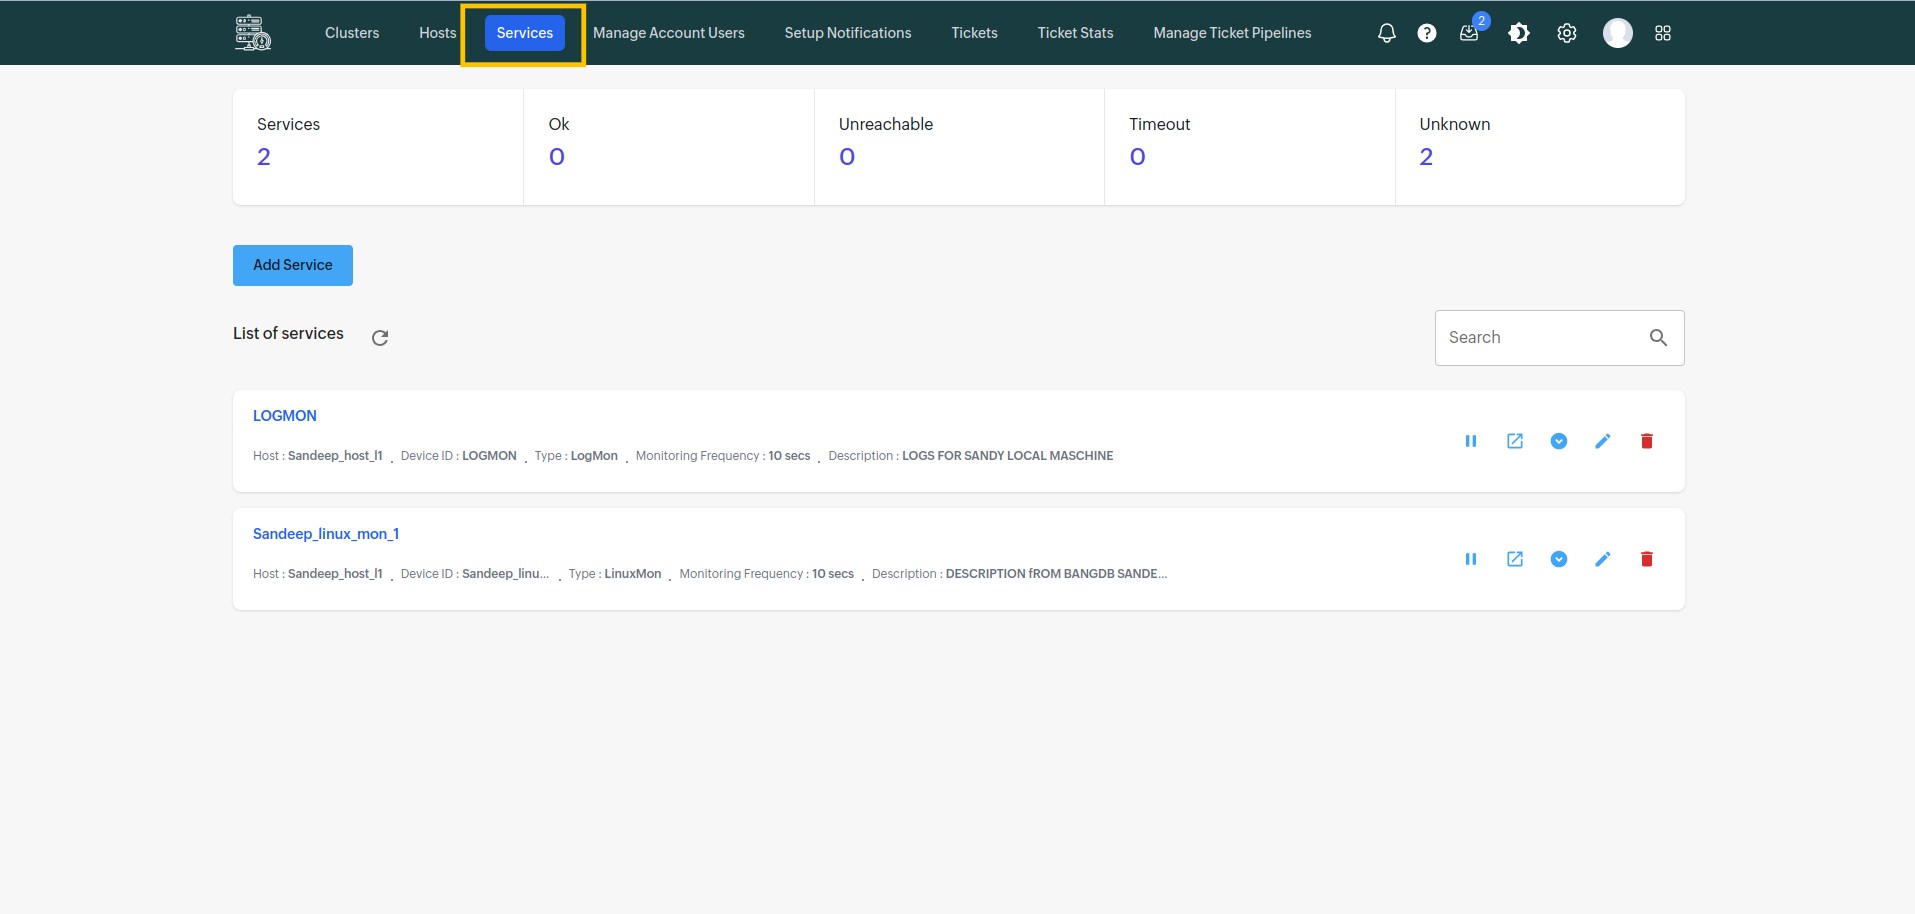 Clusters Hosts Services Manage Account Users Setup Notifications Tickets Ticket Stats Manage Ticket Pipelines ? 2
Services Ok Unreachable Timeout Unknown
2 0 0 0 2
Add Service
List of services
Search
LOGMON
Host : Sandeep_host_l1 . Device ID : LOGMON . Type : LogMon . Monitoring Frequency : 10 secs . Description : LOGS FOR SANDY LOCAL MASCHINE
Sandeep_linux_mon_1
Host : Sandeep_host_l1 . Device ID : Sandeep_linu... . Type : LinuxMon . Monitoring Frequency : 10 secs . Description : DESCRIPTION fROM BANGDB SANDE...